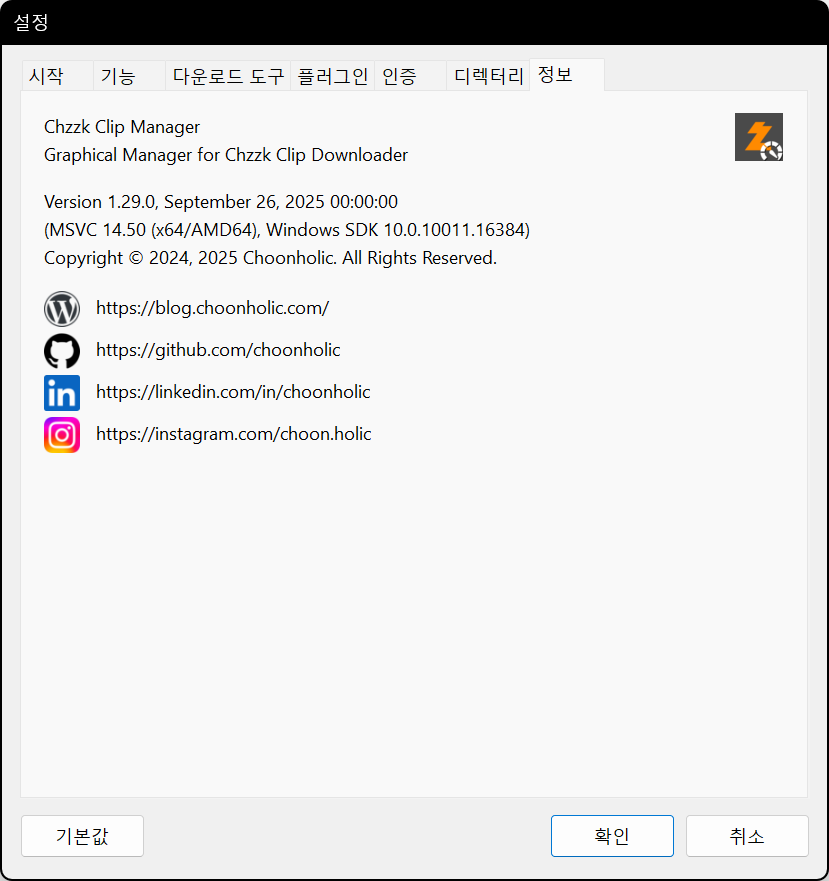 설정
시작 기능 다운로드 도구 플러그인 인증 디렉터리 정보
Chzzk Clip Manager
Graphical Manager for Chzzk Clip Downloader
Version 1.29.0, September 26, 2025 00:00:00
(MSVC 14.50 (x64/AMD64), Windows SDK 10.0.10011.16384)
Copyright © 2024, 2025 Choonholic. All Rights Reserved.
https://blog.choonholic.com/
https://github.com/choonholic
https://linkedin.com/in/choonholic
https://instagram.com/choon.holic
기본값 확인 취소